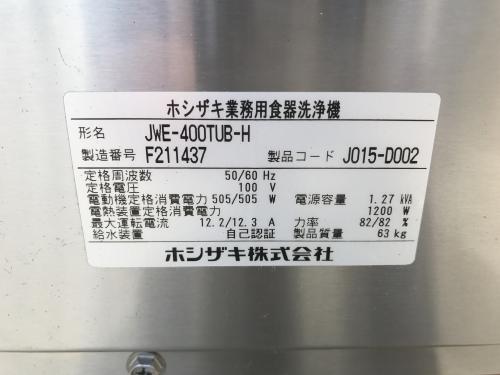 ホシザキ業務用食器洗浄機
形名 JWE-400TUB-H
製造番号 F211437 製品コード J015-D002
定格周波数 50/60 Hz
定格電圧 100 V
電動機定格消費電力 505/505 W 電源容量 1.27 kVA
電熱装置定格消費電力 1200 W
最大運転電流 12.2/12.3 A 力率 82/82 %
給水装置 自己認証 製品質量 63 kg
ホシザキ株式会社